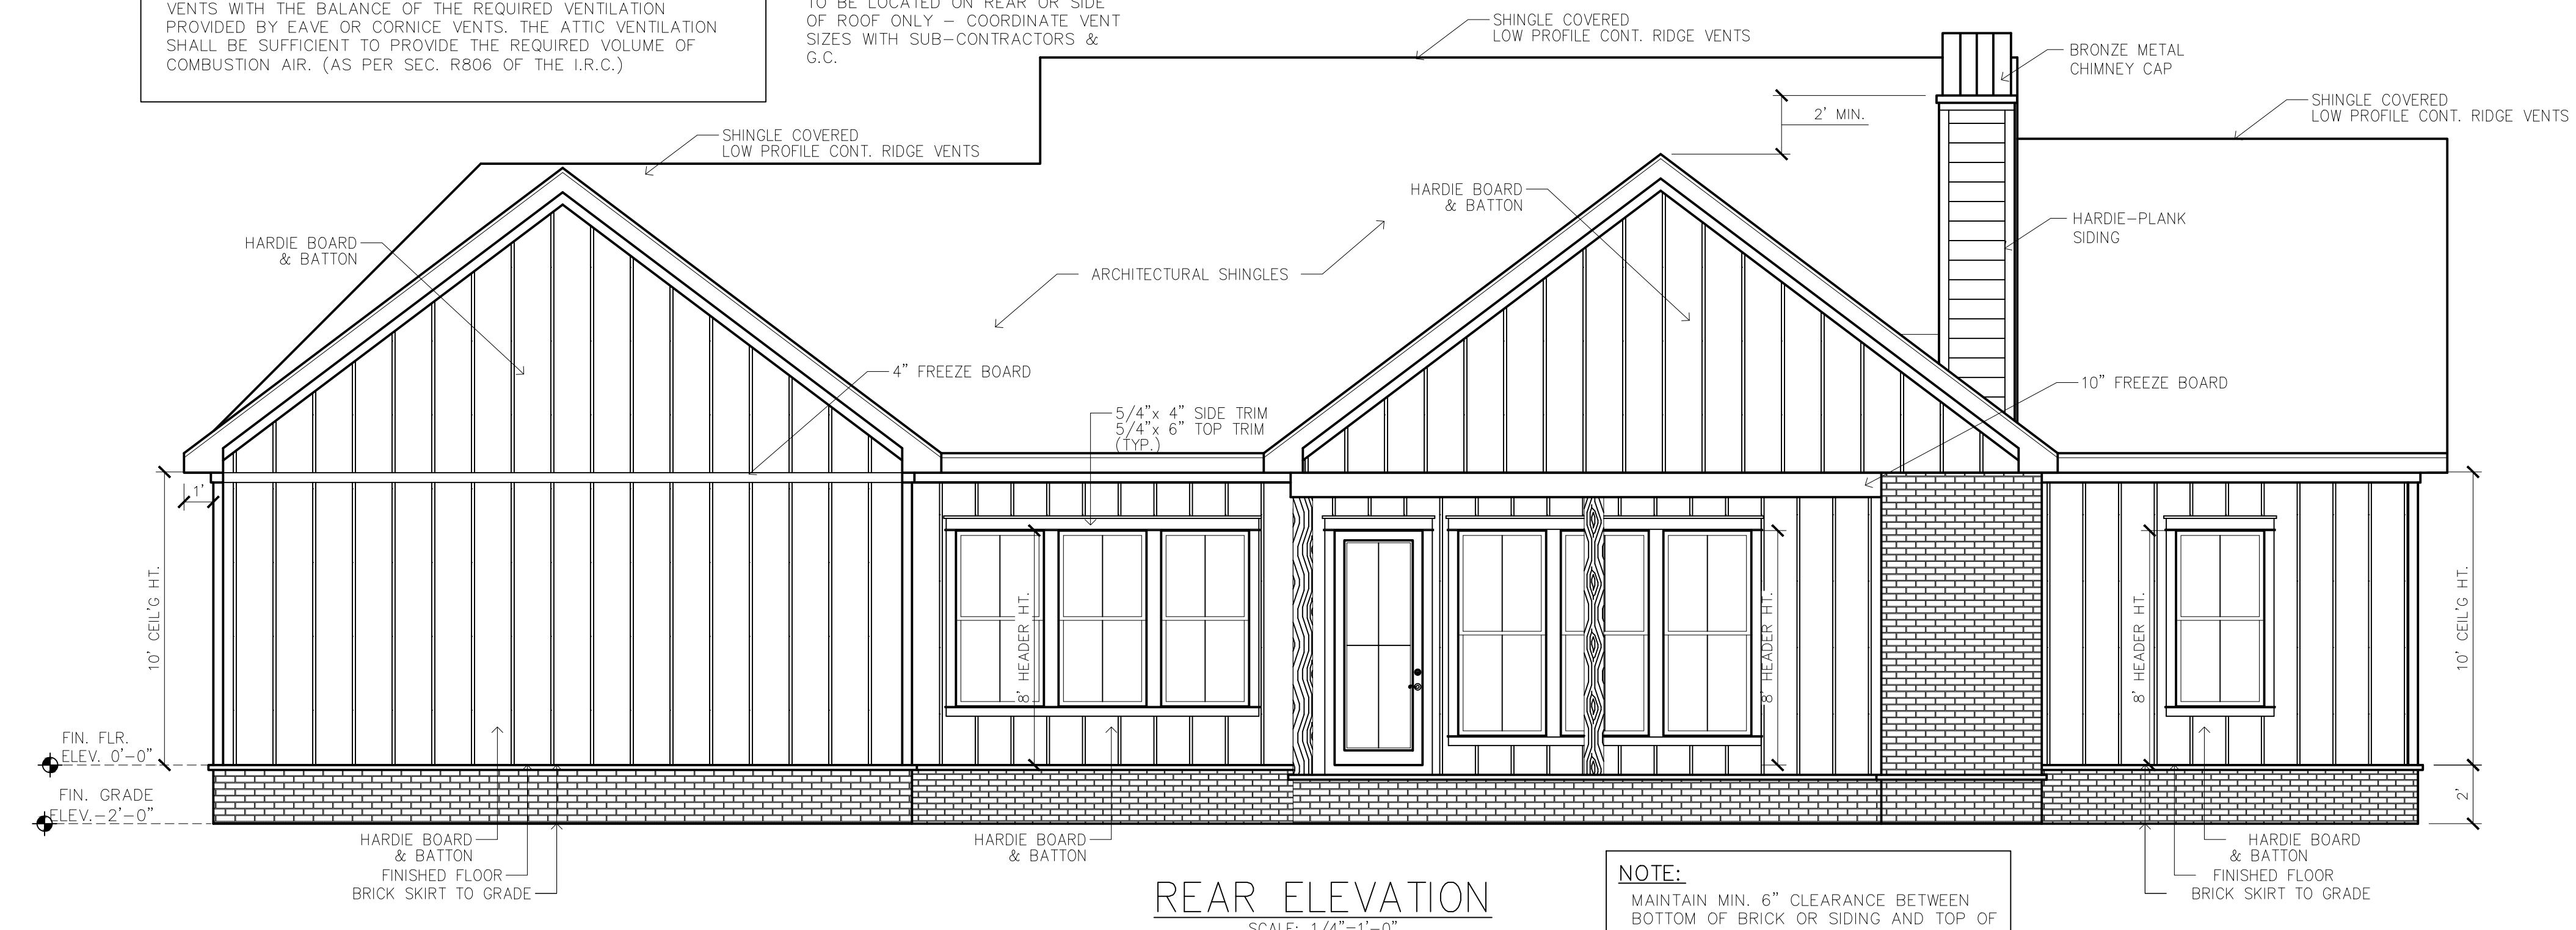 VENTS WITH THE BALANCE OF THE REQUIRED VENTILATION
PROVIDED BY EAVE OR CORNICE VENTS. THE ATTIC VENTILATION
SHALL BE SUFFICIENT TO PROVIDE THE REQUIRED VOLUME OF
COMBUSTION AIR. (AS PER SEC. R806 OF THE I.R.C.)
TO BE LOCATED ON REAR OR SIDE
OF ROOF ONLY - COORDINATE VENT
SIZES WITH SUB-CONTRACTORS &
G.C.
SHINGLE COVERED
LOW PROFILE CONT. RIDGE VENTS
BRONZE METAL
CHIMNEY CAP
SHINGLE COVERED
LOW PROFILE CONT. RIDGE VENTS
2' MIN.
SHINGLE COVERED
LOW PROFILE CONT. RIDGE VENTS
HARDIE BOARD
& BATTON
HARDIE-PLANK
SIDING
HARDIE BOARD
& BATTON
ARCHITECTURAL SHINGLES
4" FREEZE BOARD
10" FREEZE BOARD
5/4"x 4" SIDE TRIM
5/4"x 6" TOP TRIM
(TYP.)
1'
10' CEIL'G HT.
8' HEADER HT.
8' HEADER HT.
8' HEADER HT.
10' CEIL'G HT.
FIN. FLR.
ELEV. 0'-0"
FIN. GRADE
ELEV.-2'-0"
2'
HARDIE BOARD
& BATTON
FINISHED FLOOR
BRICK SKIRT TO GRADE
HARDIE BOARD
& BATTON
HARDIE BOARD
& BATTON
FINISHED FLOOR
BRICK SKIRT TO GRADE
REAR ELEVATION
SCALE: 1/4"=1'-0"
NOTE:
MAINTAIN MIN. 6" CLEARANCE BETWEEN
BOTTOM OF BRICK OR SIDING AND TOP OF